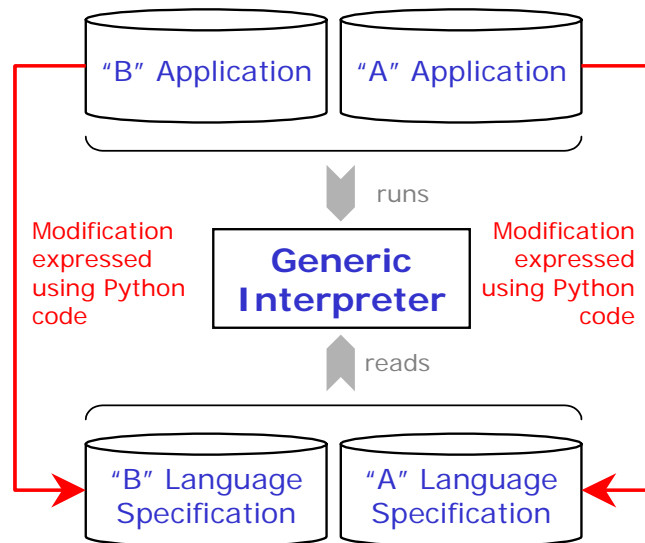 “B” Application
“A” Application
runs
Modification
expressed
using Python
code
Generic
Interpreter
Modification
expressed
using Python
code
reads
“B” Language
Specification
“A” Language
Specification